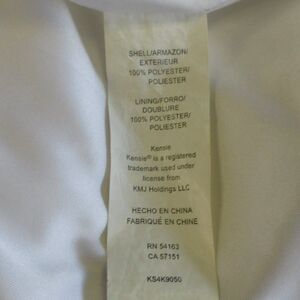 SHELL/ARMAZON/
EXTERIEUR
100% POLYESTER/
POLIESTER
LINING/FORRO/
DOUBLURE
100% POLYESTER/
POLIESTER
Kensie
Kensie® is a registered
trademark used under
license from
KMJ Holdings LLC
HECHO EN CHINA
FABRIQUÉ EN CHINE
RN 54163
CA 57151
KS4K9050